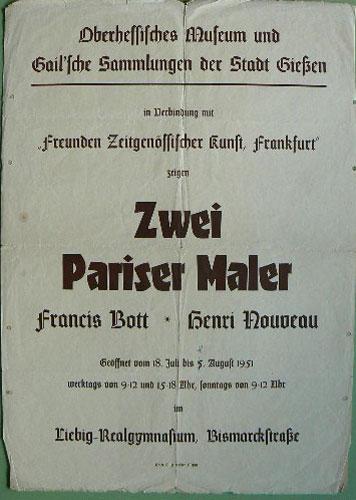 Oberhessisches Museum und
Gail'sche Sammlungen der Stadt Gießen
in Verbindung mit
„Freunden Zeitgenössischer Kunst, Frankfurt"
zeigen
Zwei
Pariser Maler
Francis Bott • Henri Nouveau
Geöffnet vom 18. Juli bis 5. August 1951
werktags von 9-12 und 15-18 Uhr, sonntags von 9-12 Uhr
im
Liebig-Realgymnasium, Bismarckstraße